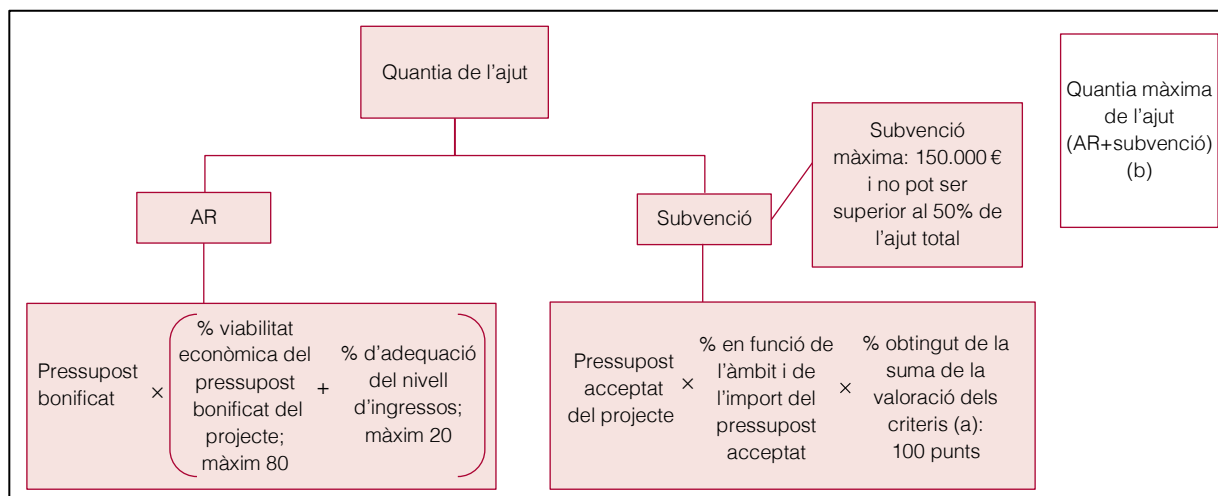 Quantia de l'ajut
Quantia màxima
de l'ajut
(AR+subvenció)
(b)
Subvenció
màxima: 150.000 €
i no pot ser
superior al 50% de
l'ajut total
AR
Subvenció
Pressupost
bonificat
×
% viabilitat
econòmica del
pressupost
bonificat del
projecte;
màxim 80
+
% d'adequació
del nivell
d'ingressos;
màxim 20
Pressupost
acceptat
del projecte
×
% en funció de
l'àmbit i de
l'import del
pressupost
acceptat
×
% obtingut de la
suma de la
valoració dels
criteris (a):
100 punts